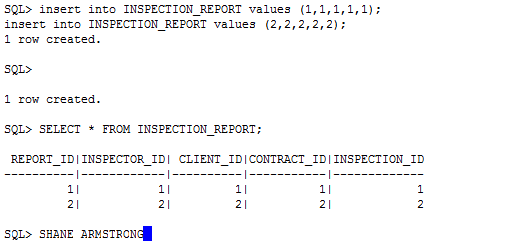 SQL> insert into INSPECTION_REPORT values (1,1,1,1,1);
insert into INSPECTION_REPORT values (2,2,2,2,2);
1 row created.
SQL>
1 row created.
SQL> SELECT * FROM INSPECTION_REPORT;
 REPORT_ID|INSPECTOR_ID| CLIENT_ID|CONTRACT_ID|INSPECTION_ID
----------|------------|----------|-----------|-------------
         1|           1|         1|          1|            1
         2|           2|         2|          2|            2
SQL> SHANE ARMSTRONG